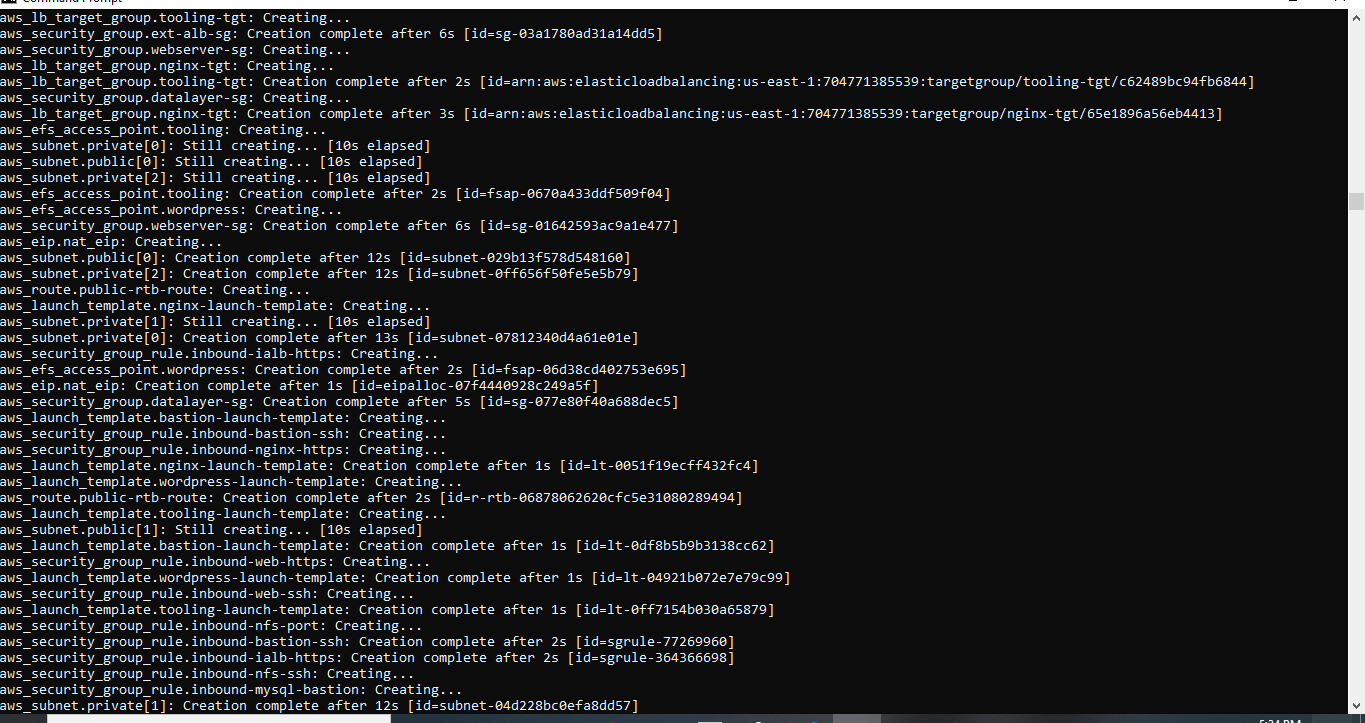 Command Prompt
aws_lb_target_group.tooling-tgt: Creating...
aws_security_group.ext-alb-sg: Creation complete after 6s [id=sg-03a1780ad31a14dd5]
aws_security_group.webserver-sg: Creating...
aws_lb_target_group.nginx-tgt: Creating...
aws_lb_target_group.tooling-tgt: Creation complete after 2s [id=arn:aws:elasticloadbalancing:us-east-1:704771385539:targetgroup/tooling-tgt/c62489bc94fb6844]
aws_security_group.datalayer-sg: Creating...
aws_lb_target_group.nginx-tgt: Creation complete after 3s [id=arn:aws:elasticloadbalancing:us-east-1:704771385539:targetgroup/nginx-tgt/65e1896a56eb4413]
aws_efs_access_point.tooling: Creating...
aws_subnet.private[0]: Still creating... [10s elapsed]
aws_subnet.public[0]: Still creating... [10s elapsed]
aws_subnet.private[2]: Still creating... [10s elapsed]
aws_efs_access_point.tooling: Creation complete after 2s [id=fsap-0670a433ddf509f04]
aws_efs_access_point.wordpress: Creating...
aws_security_group.webserver-sg: Creation complete after 6s [id=sg-01642593ac9a1e477]
aws_eip.nat_eip: Creating...
aws_subnet.public[0]: Creation complete after 12s [id=subnet-029b13f578d548160]
aws_subnet.private[2]: Creation complete after 12s [id=subnet-0ff656f50fe5e5b79]
aws_route.public-rtb-route: Creating...
aws_launch_template.nginx-launch-template: Creating...
aws_subnet.private[1]: Still creating... [10s elapsed]
aws_subnet.private[0]: Creation complete after 13s [id=subnet-07812340d4a61e01e]
aws_security_group_rule.inbound-ialb-https: Creating...
aws_efs_access_point.wordpress: Creation complete after 2s [id=fsap-06d38cd402753e695]
aws_eip.nat_eip: Creation complete after 1s [id=eipalloc-07f4440928c249a5f]
aws_security_group.datalayer-sg: Creation complete after 5s [id=sg-077e80f40a688dec5]
aws_launch_template.bastion-launch-template: Creating...
aws_security_group_rule.inbound-bastion-ssh: Creating...
aws_security_group_rule.inbound-nginx-https: Creating...
aws_launch_template.nginx-launch-template: Creation complete after 1s [id=lt-0051f19ecff432fc4]
aws_launch_template.wordpress-launch-template: Creating...
aws_route.public-rtb-route: Creation complete after 2s [id=r-rtb-06878062620cfc5e31080289494]
aws_launch_template.tooling-launch-template: Creating...
aws_subnet.public[1]: Still creating... [10s elapsed]
aws_launch_template.bastion-launch-template: Creation complete after 1s [id=lt-0df8b5b9b3138cc62]
aws_security_group_rule.inbound-web-https: Creating...
aws_launch_template.wordpress-launch-template: Creation complete after 1s [id=lt-04921b072e7e79c99]
aws_security_group_rule.inbound-web-ssh: Creating...
aws_launch_template.tooling-launch-template: Creation complete after 1s [id=lt-0ff7154b030a65879]
aws_security_group_rule.inbound-nfs-port: Creating...
aws_security_group_rule.inbound-bastion-ssh: Creation complete after 2s [id=sgrule-77269960]
aws_security_group_rule.inbound-ialb-https: Creation complete after 2s [id=sgrule-364366698]
aws_security_group_rule.inbound-nfs-ssh: Creating...
aws_security_group_rule.inbound-mysql-bastion: Creating...
aws_subnet.private[1]: Creation complete after 12s [id=subnet-04d228bc0efa8dd57]
5:24 PM